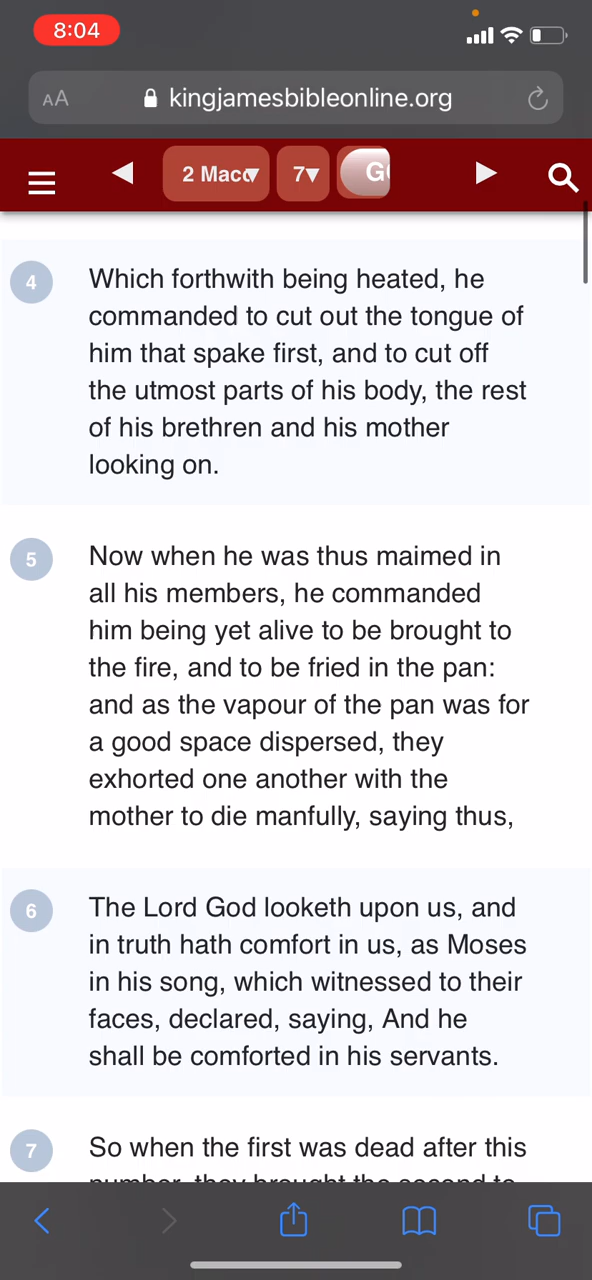 8:04
AA kingjamesbibleonline.org
2 Macc 7 G
4 Which forthwith being heated, he
commanded to cut out the tongue of
him that spake first, and to cut off
the utmost parts of his body, the rest
of his brethren and his mother
looking on.
5 Now when he was thus maimed in
all his members, he commanded
him being yet alive to be brought to
the fire, and to be fried in the pan:
and as the vapour of the pan was for
a good space dispersed, they
exhorted one another with the
mother to die manfully, saying thus,
6 The Lord God looketh upon us, and
in truth hath comfort in us, as Moses
in his song, which witnessed to their
faces, declared, saying, And he
shall be comforted in his servants.
7 So when the first was dead after this
number, they brought the second to